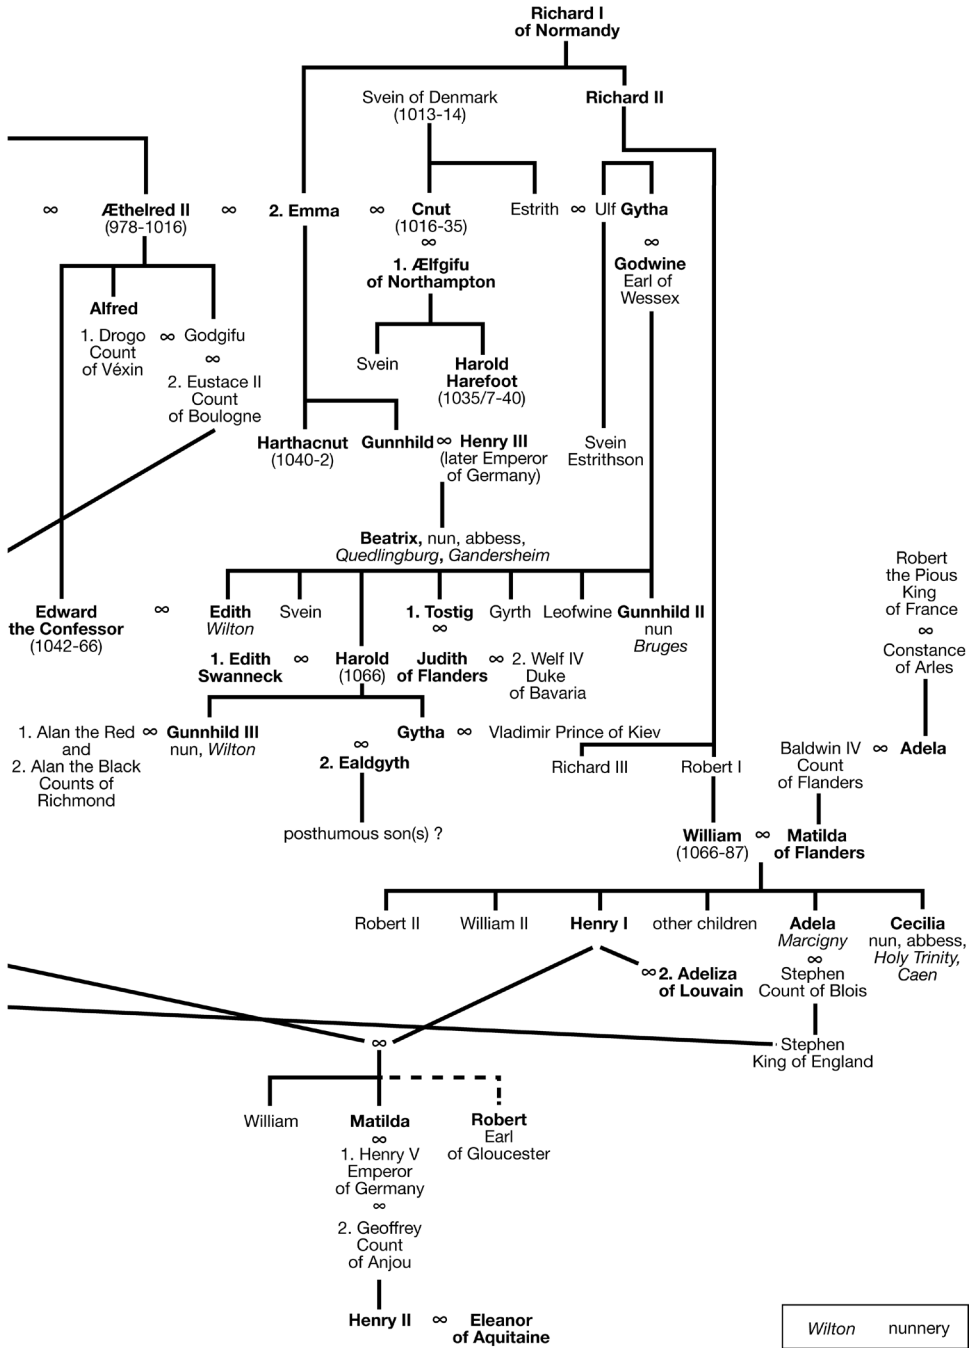 Richard I
of Normandy
Svein of Denmark
(1013-14)
Richard II
∞ Æthelred II ∞ 2. Emma ∞ Cnut Estrith ∞ Ulf Gytha
(978-1016)
(1016-35)
∞
∞
1. Ælfgifu
of Northampton
Godwine
Earl of
Wessex
Alfred
1. Drogo ∞ Godgifu
Count
of Véxin
∞
2. Eustace II
Count
of Boulogne
Svein
Harold
Harefoot
(1035/7-40)
Harthacnut
(1040-2)
Gunnhild ∞ Henry III
(later Emperor
of Germany)
Svein
Estrithson
Beatrix, nun, abbess,
Quedlingburg, Gandersheim
Robert
the Pious
King
of France
∞
Constance
of Arles
Edward
the Confessor
(1042-66)
∞
Edith
Wilton
Svein
1. Tostig
∞
Gyrth
Leofwine
Gunnhild II
nun
Bruges
1. Edith
Swanneck
∞
Harold
(1066)
Judith
of Flanders
∞
2. Welf IV
Duke
of Bavaria
1. Alan the Red
and
2. Alan the Black
Counts of
Richmond
∞
Gunnhild III
nun, Wilton
Gytha ∞ Vladimir Prince of Kiev
∞
2. Ealdgyth
posthumous son(s) ?
Richard III
Robert I
Baldwin IV ∞ Adela
Count
of Flanders
William
(1066-87)
∞
Matilda
of Flanders
Robert II
William II
Henry I
other children
Adela
Marcigny
∞
Stephen
Count of Blois
Cecilia
nun, abbess,
Holy Trinity,
Caen
∞ 2. Adeliza
of Louvain
∞
Stephen
King of England
William
Matilda
∞
1. Henry V
Emperor
of Germany
∞
2. Geoffrey
Count
of Anjou
Robert
Earl
of Gloucester
Henry II ∞ Eleanor
of Aquitaine
Wilton nunnery